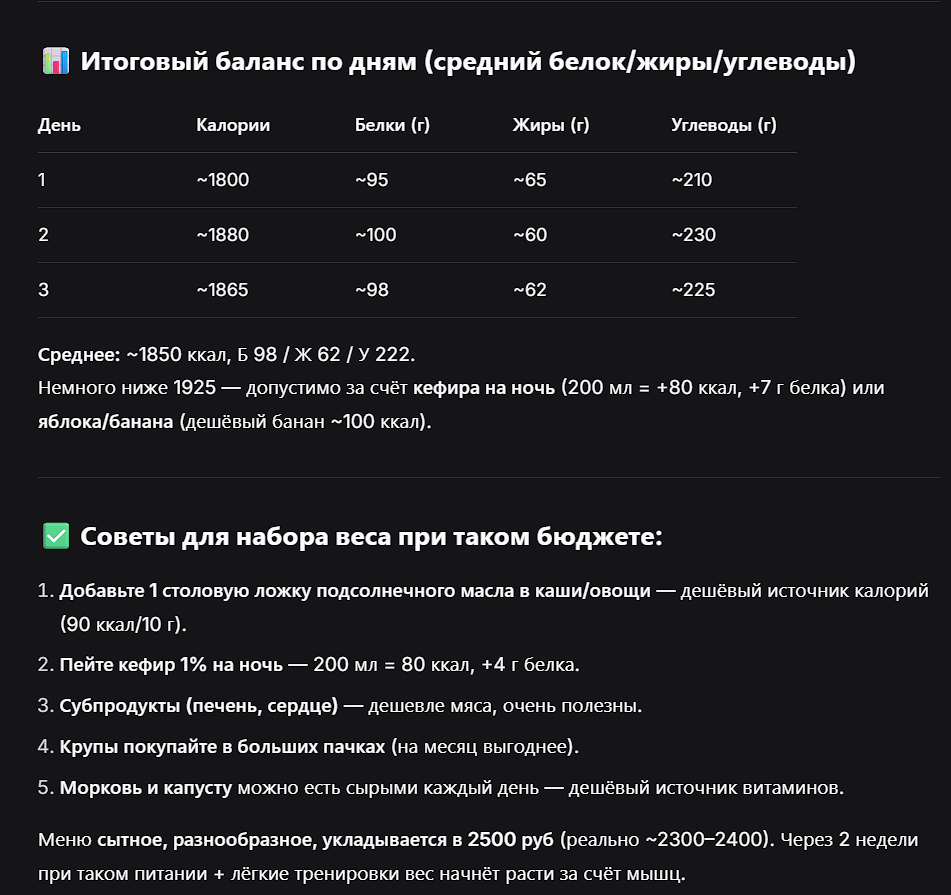 📊 Итоговый баланс по дням (средний белок/жиры/углеводы)
День Калории Белки (г) Жиры (г) Углеводы (г)
1 ~1800 ~95 ~65 ~210
2 ~1880 ~100 ~60 ~230
3 ~1865 ~98 ~62 ~225
Среднее: ~1850 ккал, Б 98 / Ж 62 / У 222.
Немного ниже 1925 — допустимо за счёт кефира на ночь (200 мл = +80 ккал, +7 г белка) или
яблока/банана (дешёвый банан ~100 ккал).
✅ Советы для набора веса при таком бюджете:
1. Добавьте 1 столовую ложку подсолнечного масла в каши/овощи — дешёвый источник калорий
(90 ккал/10 г).
2. Пейте кефир 1% на ночь — 200 мл = 80 ккал, +4 г белка.
3. Субпродукты (печень, сердце) — дешевле мяса, очень полезны.
4. Крупы покупайте в больших пачках (на месяц выгоднее).
5. Морковь и капусту можно есть сырыми каждый день — дешёвый источник витаминов.
Меню сытное, разнообразное, укладывается в 2500 руб (реально ~2300–2400). Через 2 недели
при таком питании + лёгкие тренировки вес начнёт расти за счёт мышц.